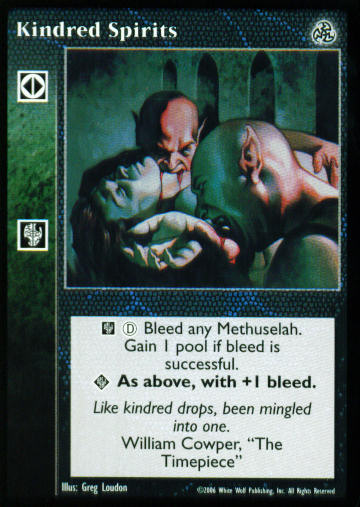 Kindred Spirits
D Bleed any Methuselah.
Gain 1 pool if bleed is
successful.
As above, with +1 bleed.
Like kindred drops, been mingled
into one.
William Cowper, “The
Timepiece”
Illus: Greg Loudon
©2006 White Wolf Publishing, Inc. All Rights Reserved